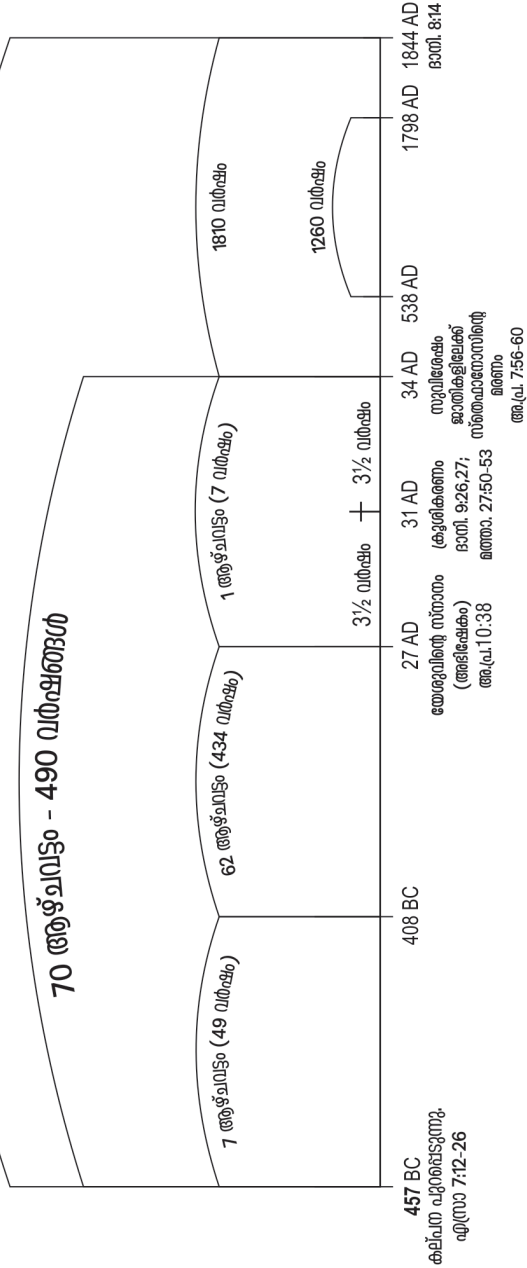 70 ആഴ്ചവട്ടം - 490 വർഷങ്ങൾ
7 ആഴ്ചവട്ടം (49 വർഷം)
62 ആഴ്ചവട്ടം (434 വർഷം)
1 ആഴ്ചവട്ടം (7 വർഷം)
1810 വർഷം
3½ വർഷം
3½ വർഷം
1260 വർഷം
457 BC
കല്പന പുറപ്പെടുന്നു.
എസ്രാ 7:12-26
408 BC
27 AD
യേശുവിന്റെ സ്നാനം
(അഭിഷേകം)
അ.പ്ര.10:38
31 AD
ക്രൂശികരണം
ദാനി. 9:26,27;
മത്താ. 27:50-53
34 AD
സുവിശേഷം
ജാതികളിലേക്ക്
സ്തെഫാനോസിന്റെ
മരണം
അ.പ്ര. 7:56-60
538 AD
1798 AD
1844 AD
ദാനി. 8:14